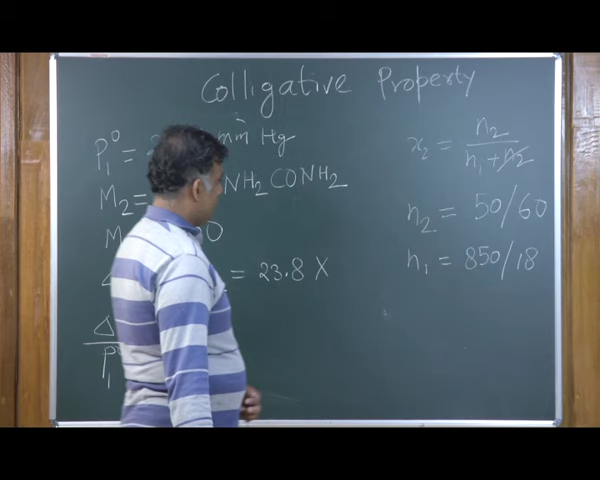 Colligative Property
P₁⁰ = 2 mm Hg
M₂ = NH₂CONH₂
M O
= 23.8 X
Δ
P₁
x₂ = n₂ / n₁ + n₂
n₂ = 50/60
n₁ = 850/18